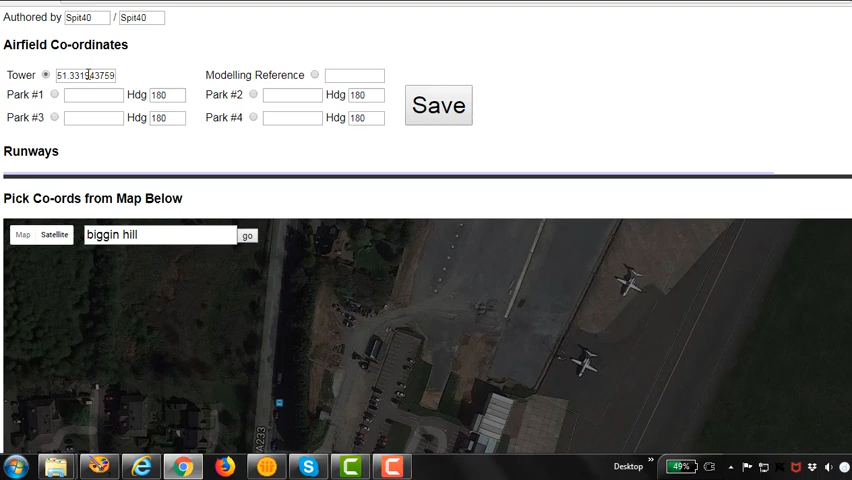 Authored by Spit40 / Spit40
Airfield Co-ordinates
Tower 51.331943759 Modelling Reference
Park #1 Hdg 180 Park #2 Hdg 180
Park #3 Hdg 180 Park #4 Hdg 180
Save
Runways
Pick Co-ords from Map Below
Map Satellite biggin hill go
A233
Desktop 49%